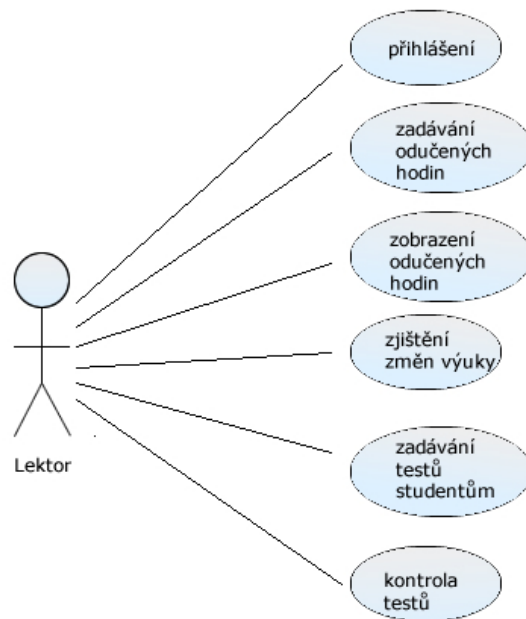 přihlášení
zadávání
odučených
hodin
zobrazení
odučených
hodin
zjištění
změn výuky
Lektor
zadávání
testů
studentům
kontrola
testů